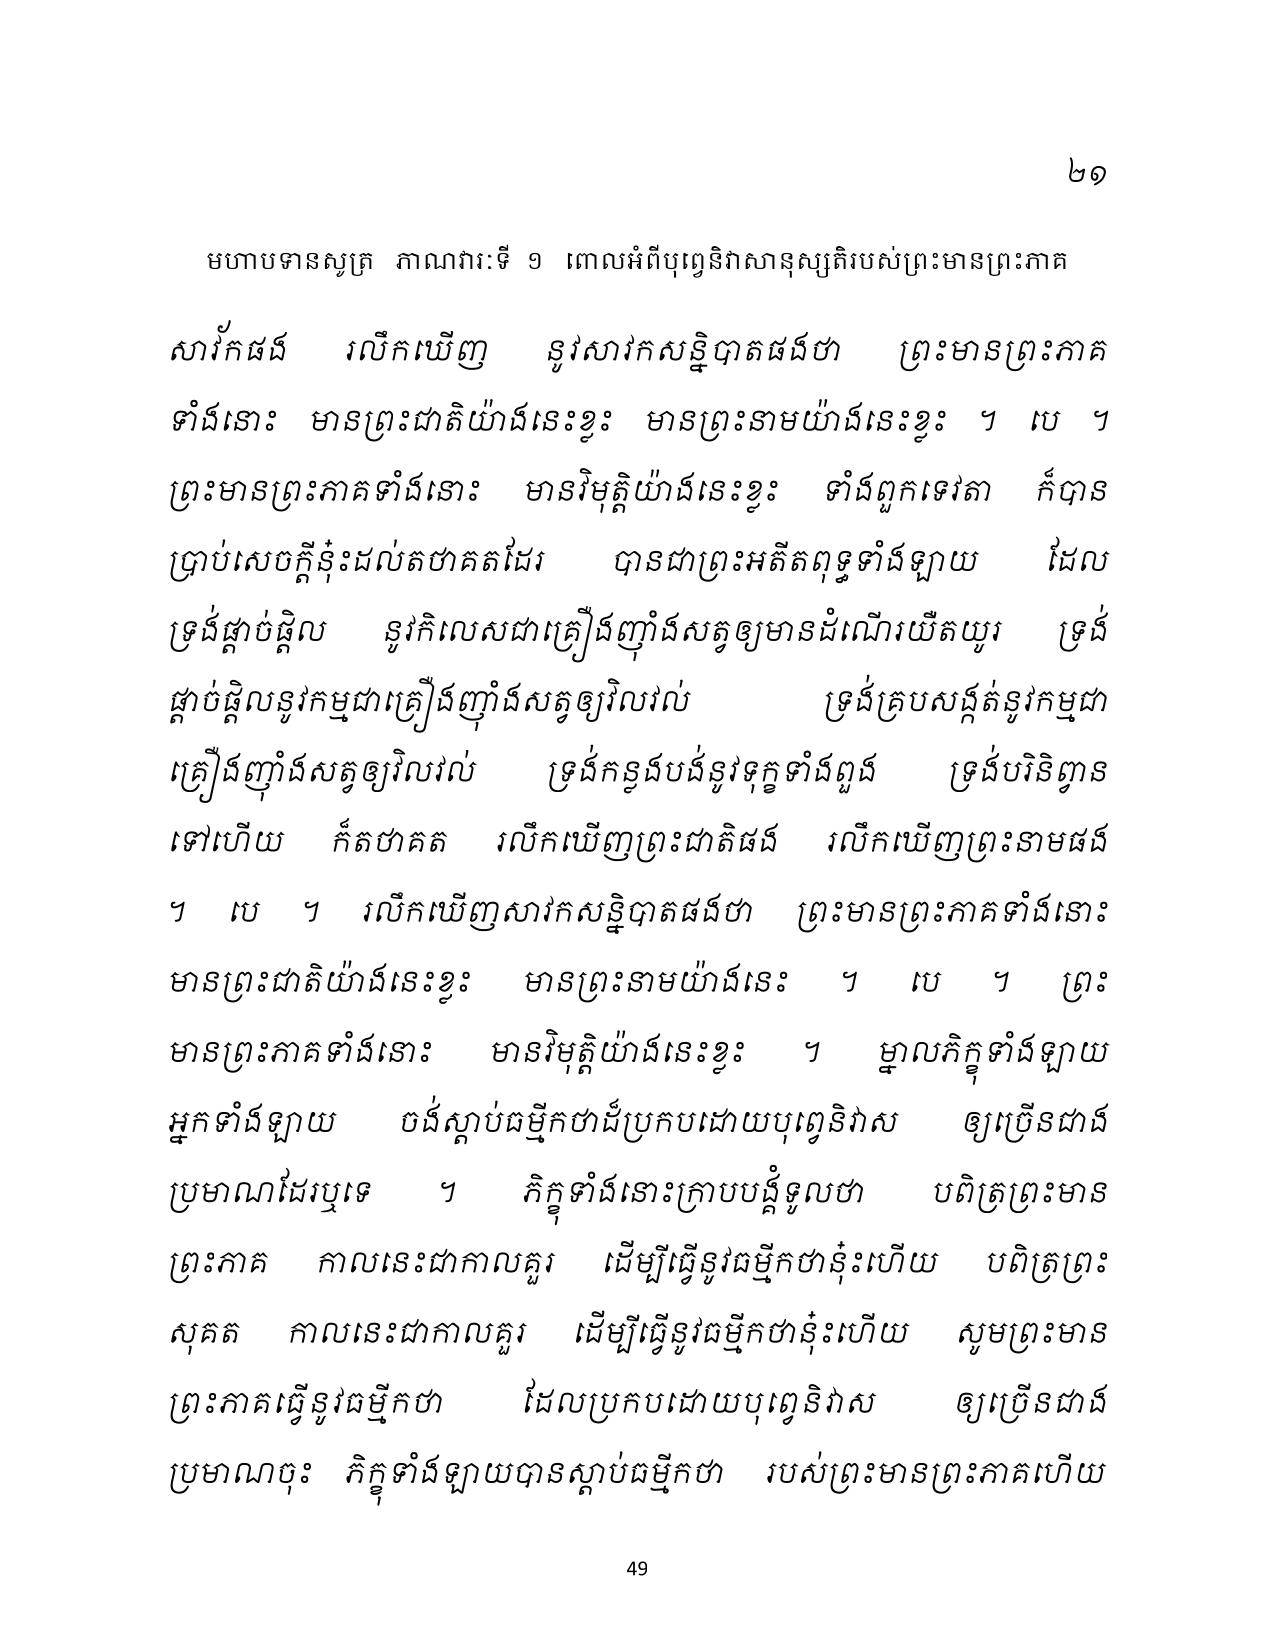 ២១
មហាបទានសូត្រ ភាណវារៈទី ១ ពោលអំពីបុព្វេនិវាសានុស្សតិរបស់ព្រះមានព្រះភាគ
សាវ័កផង រលឹកឃើញ នូវសាវកសន្និបាតផងថា ព្រះមានព្រះភាគ
ទាំងនោះ មានព្រះជាតិយ៉ាងនេះខ្លះ មានព្រះនាមយ៉ាងនេះខ្លះ ។ បេ ។
ព្រះមានព្រះភាគទាំងនោះ មានវិមុត្តិយ៉ាងនេះខ្លះ ទាំងពួកទេវតា ក៏បាន
ប្រាប់សេចក្តីនុ៎ះដល់តថាគតដែរ បានជាព្រះអតីតពុទ្ធទាំងឡាយ ដែល
ទ្រង់ផ្តាច់ផ្តិល នូវកិលេសជាគ្រឿងញ៉ាំងសត្វឲ្យមានដំណើរយឺតយូរ ទ្រង់
ផ្តាច់ផ្តិលនូវកម្មជាគ្រឿងញ៉ាំងសត្វឲ្យវិលវល់ ទ្រង់គ្របសង្កត់នូវកម្មជា
គ្រឿងញ៉ាំងសត្វឲ្យវិលវល់ ទ្រង់កន្លងបង់នូវទុក្ខទាំងពួង ទ្រង់បរិនិព្វាន
ទៅហើយ ក៏តថាគត រលឹកឃើញព្រះជាតិផង រលឹកឃើញព្រះនាមផង
។ បេ ។ រលឹកឃើញសាវកសន្និបាតផងថា ព្រះមានព្រះភាគទាំងនោះ
មានព្រះជាតិយ៉ាងនេះខ្លះ មានព្រះនាមយ៉ាងនេះ ។ បេ ។ ព្រះ
មានព្រះភាគទាំងនោះ មានវិមុត្តិយ៉ាងនេះខ្លះ ។ ម្នាលភិក្ខុទាំងឡាយ
អ្នកទាំងឡាយ ចង់ស្តាប់ធម្មីកថាដ៏ប្រកបដោយបុព្វេនិវាស ឲ្យច្រើនជាង
ប្រមាណដែរឬទេ ។ ភិក្ខុទាំងនោះក្រាបបង្គំទូលថា បពិត្រព្រះមាន
ព្រះភាគ កាលនេះជាកាលគួរ ដើម្បីធ្វើនូវធម្មីកថានុ៎ះហើយ បពិត្រព្រះ
សុគត កាលនេះជាកាលគួរ ដើម្បីធ្វើនូវធម្មីកថានុ៎ះហើយ សូមព្រះមាន
ព្រះភាគធ្វើនូវធម្មីកថា ដែលប្រកបដោយបុព្វេនិវាស ឲ្យច្រើនជាង
ប្រមាណចុះ ភិក្ខុទាំងឡាយបានស្តាប់ធម្មីកថា របស់ព្រះមានព្រះភាគហើយ
49